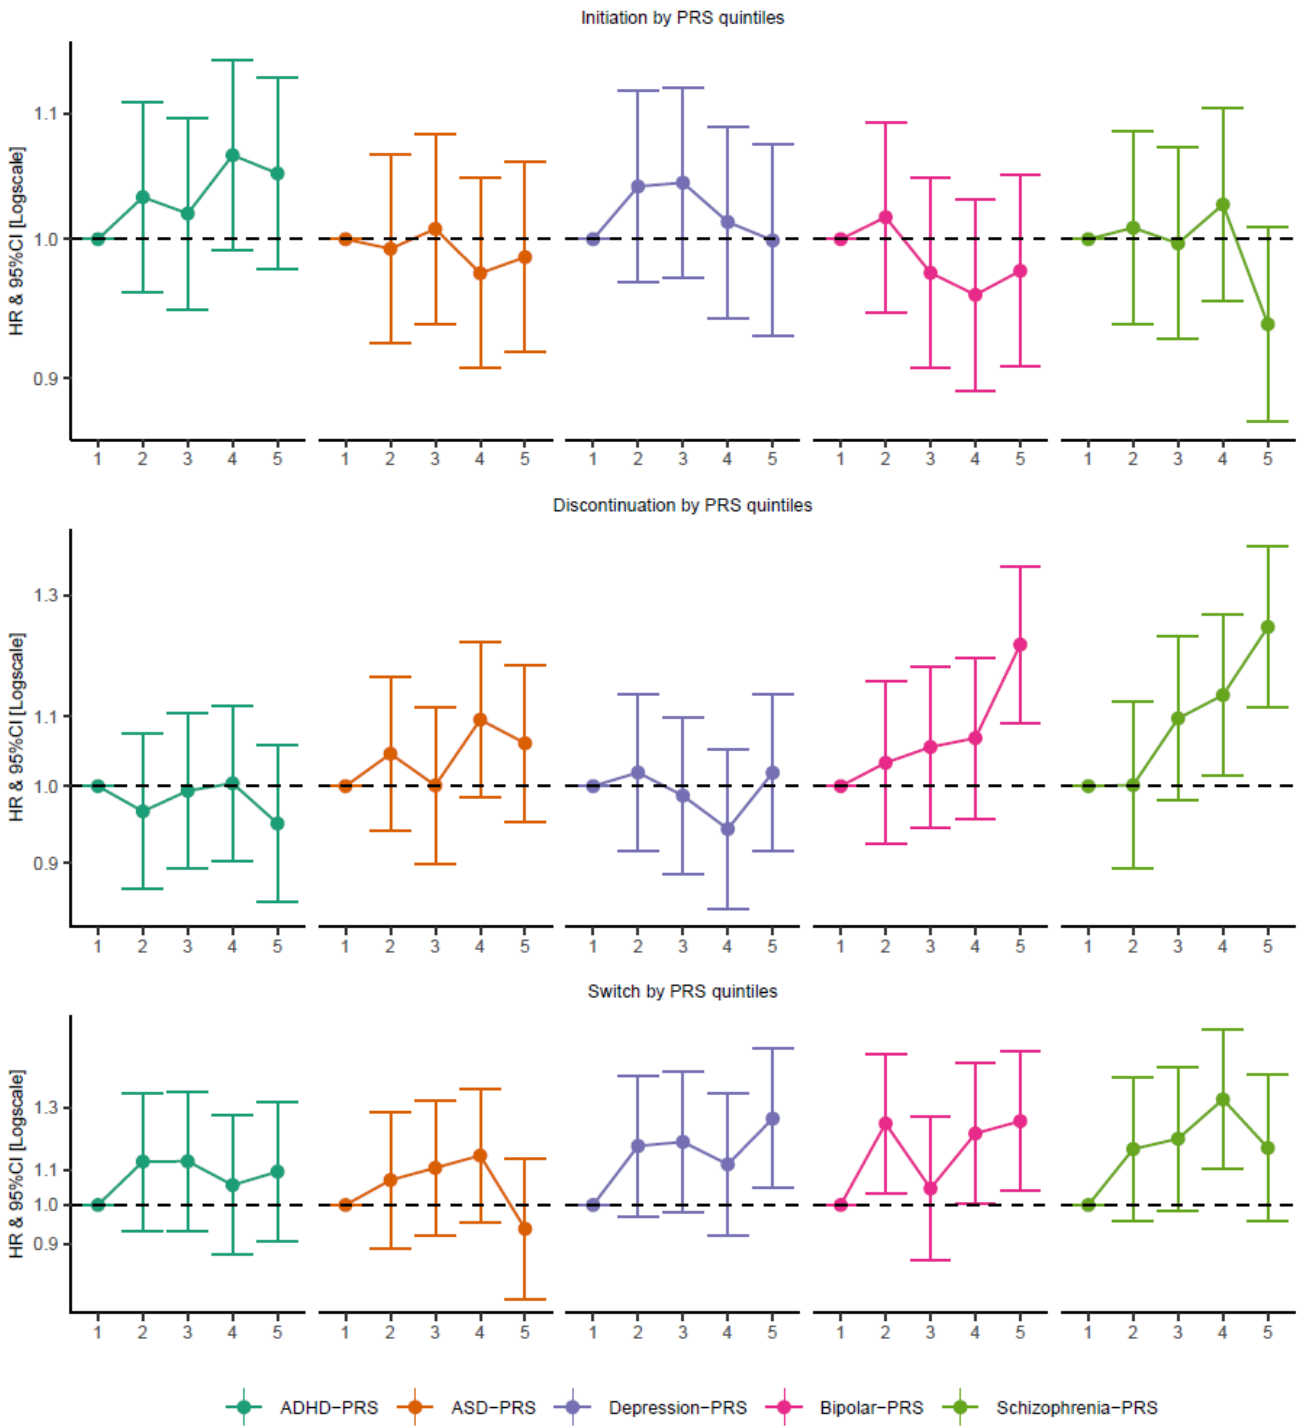 Initiation by PRS quintiles
HR & 95%CI [Logscale]
1.1
1.0
0.9
1 2 3 4 5 1 2 3 4 5 1 2 3 4 5 1 2 3 4 5 1 2 3 4 5
Discontinuation by PRS quintiles
HR & 95%CI [Logscale]
1.3
1.1
1.0
0.9
1 2 3 4 5 1 2 3 4 5 1 2 3 4 5 1 2 3 4 5 1 2 3 4 5
Switch by PRS quintiles
HR & 95%CI [Logscale]
1.3
1.1
1.0
0.9
1 2 3 4 5 1 2 3 4 5 1 2 3 4 5 1 2 3 4 5 1 2 3 4 5
ADHD−PRS ASD−PRS Depression−PRS Bipolar−PRS Schizophrenia−PRS